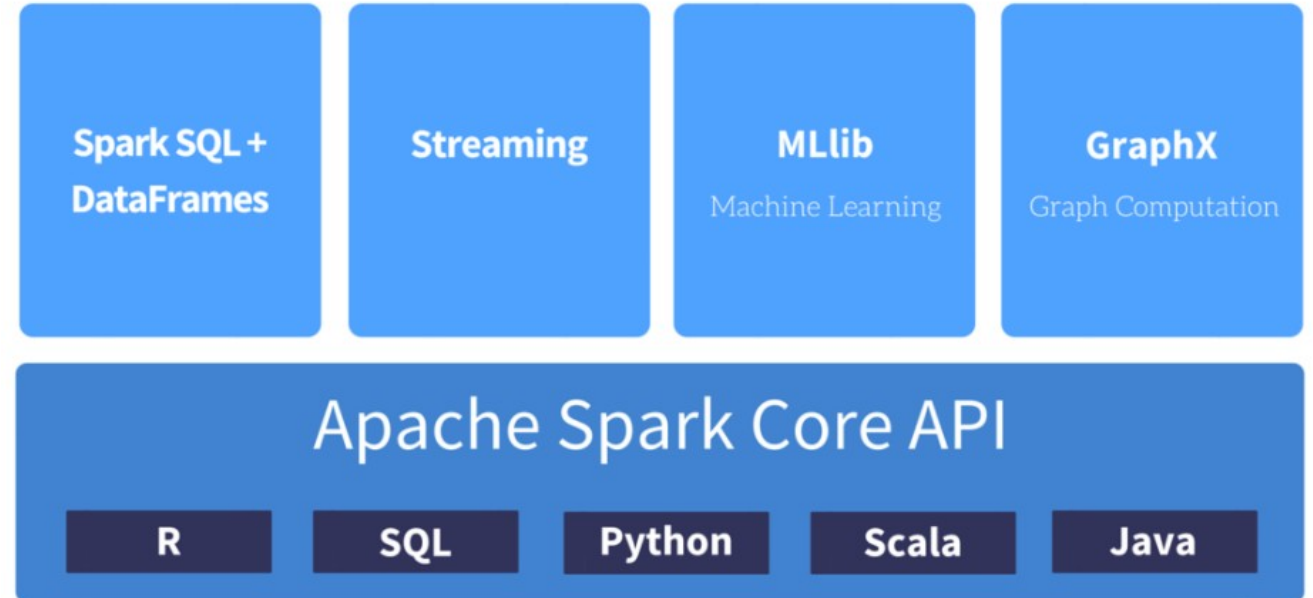 Spark SQL +
DataFrames
Streaming
MLlib
Machine Learning
GraphX
Graph Computation
Apache Spark Core API
R
SQL
Python
Scala
Java